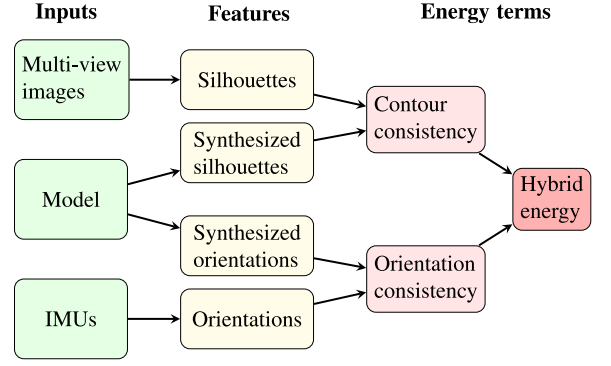 Inputs
Features
Energy terms
Multi-view
images
Silhouettes
Contour
consistency
Synthesized
silhouettes
Model
Hybrid
energy
Synthesized
orientations
Orientation
consistency
IMUs
Orientations